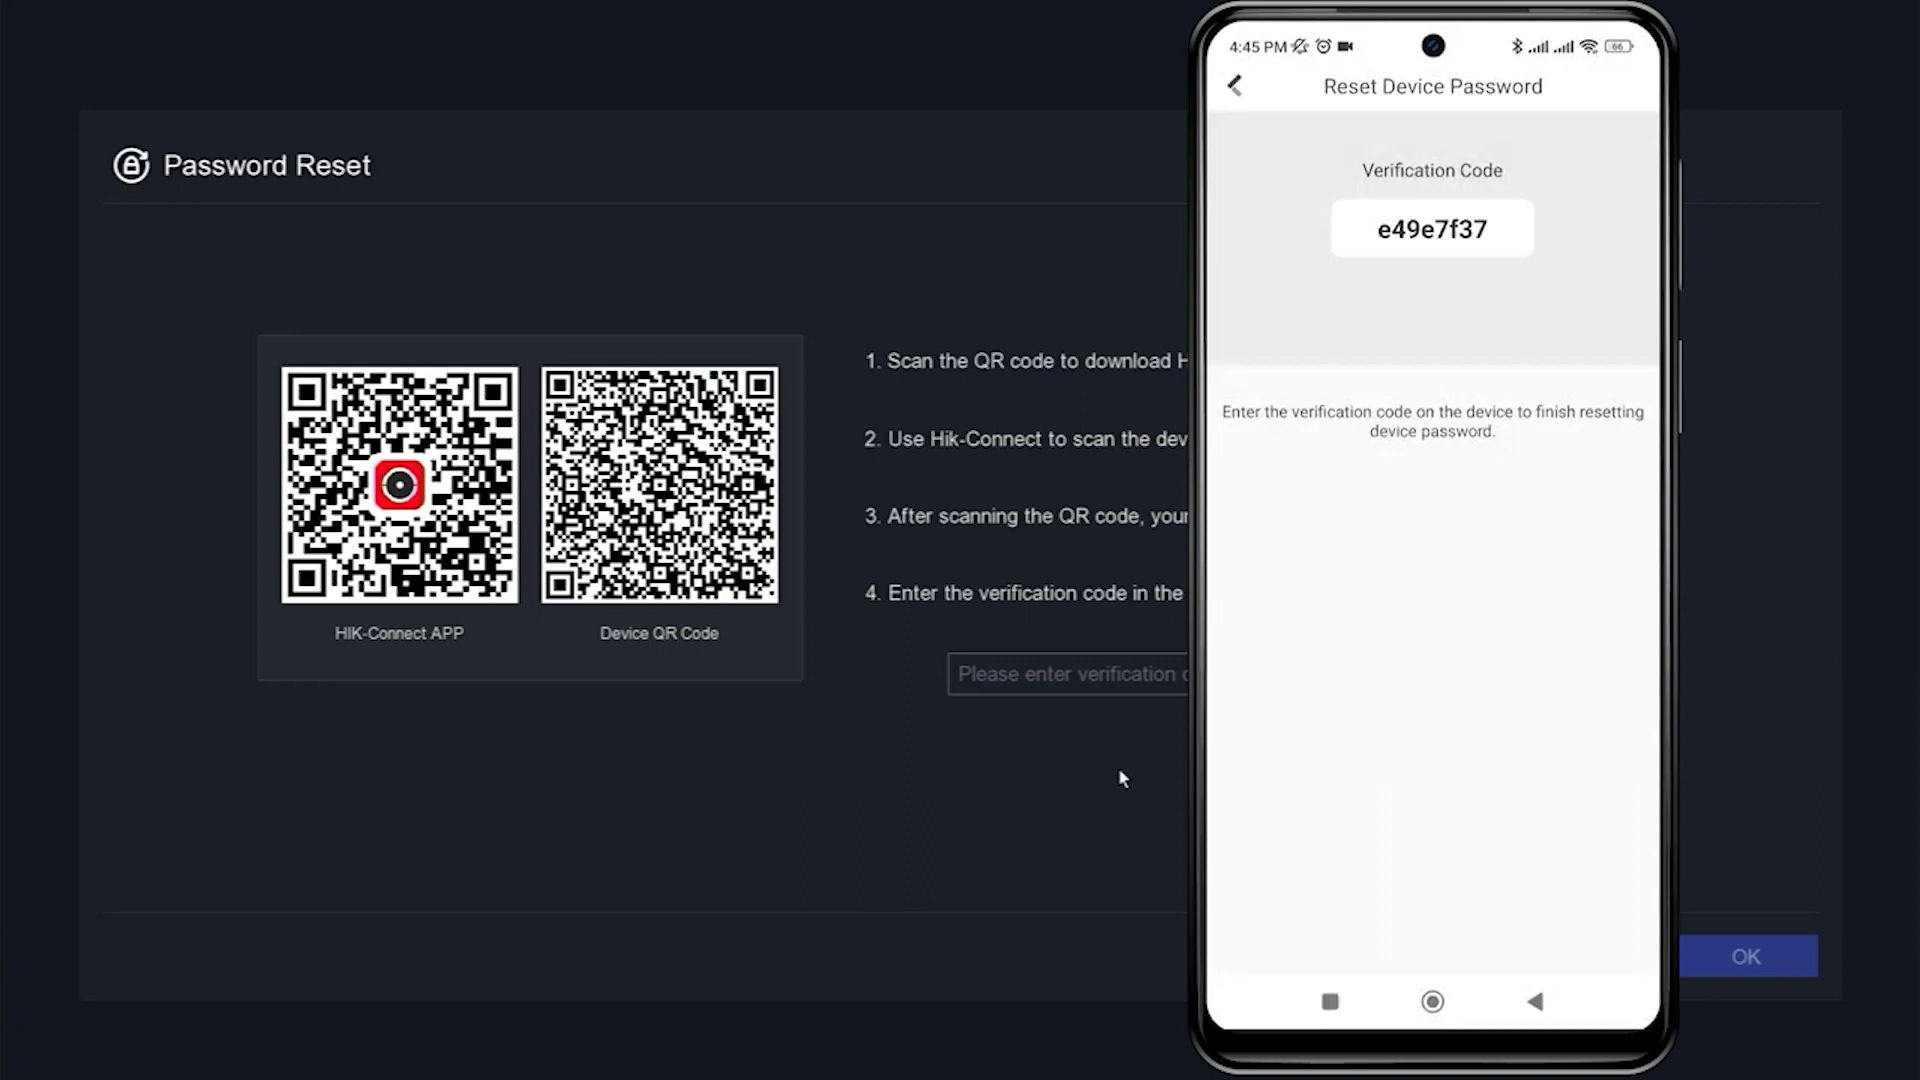 Password Reset
HIK-Connect APP
Device QR Code
1. Scan the QR code to download H
2. Use Hik-Connect to scan the dev
3. After scanning the QR code, your
4. Enter the verification code in the
Please enter verification c
OK
4:45 PM
66
Reset Device Password
Verification Code
e49e7f37
Enter the verification code on the device to finish resetting
device password.